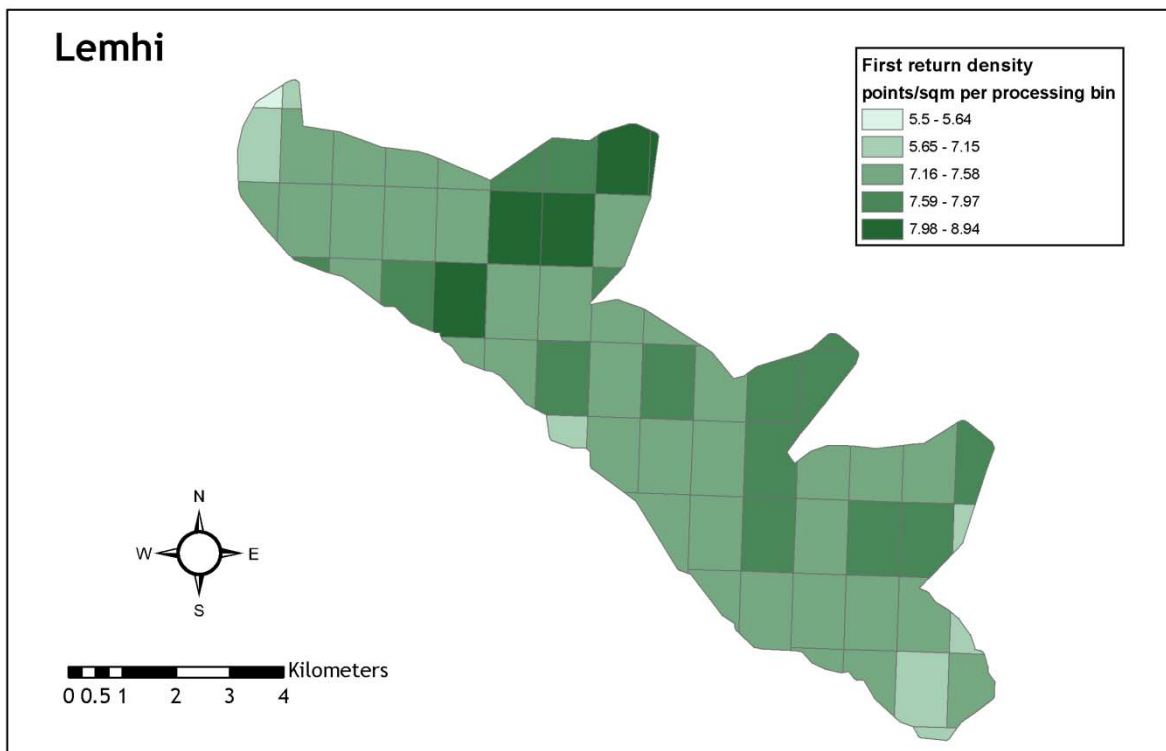 Lemhi
First return density
points/sqm per processing bin
5.5 - 5.64
5.65 - 7.15
7.16 - 7.58
7.59 - 7.97
7.98 - 8.94
N
W E
S
Kilometers
0 0.5 1 2 3 4